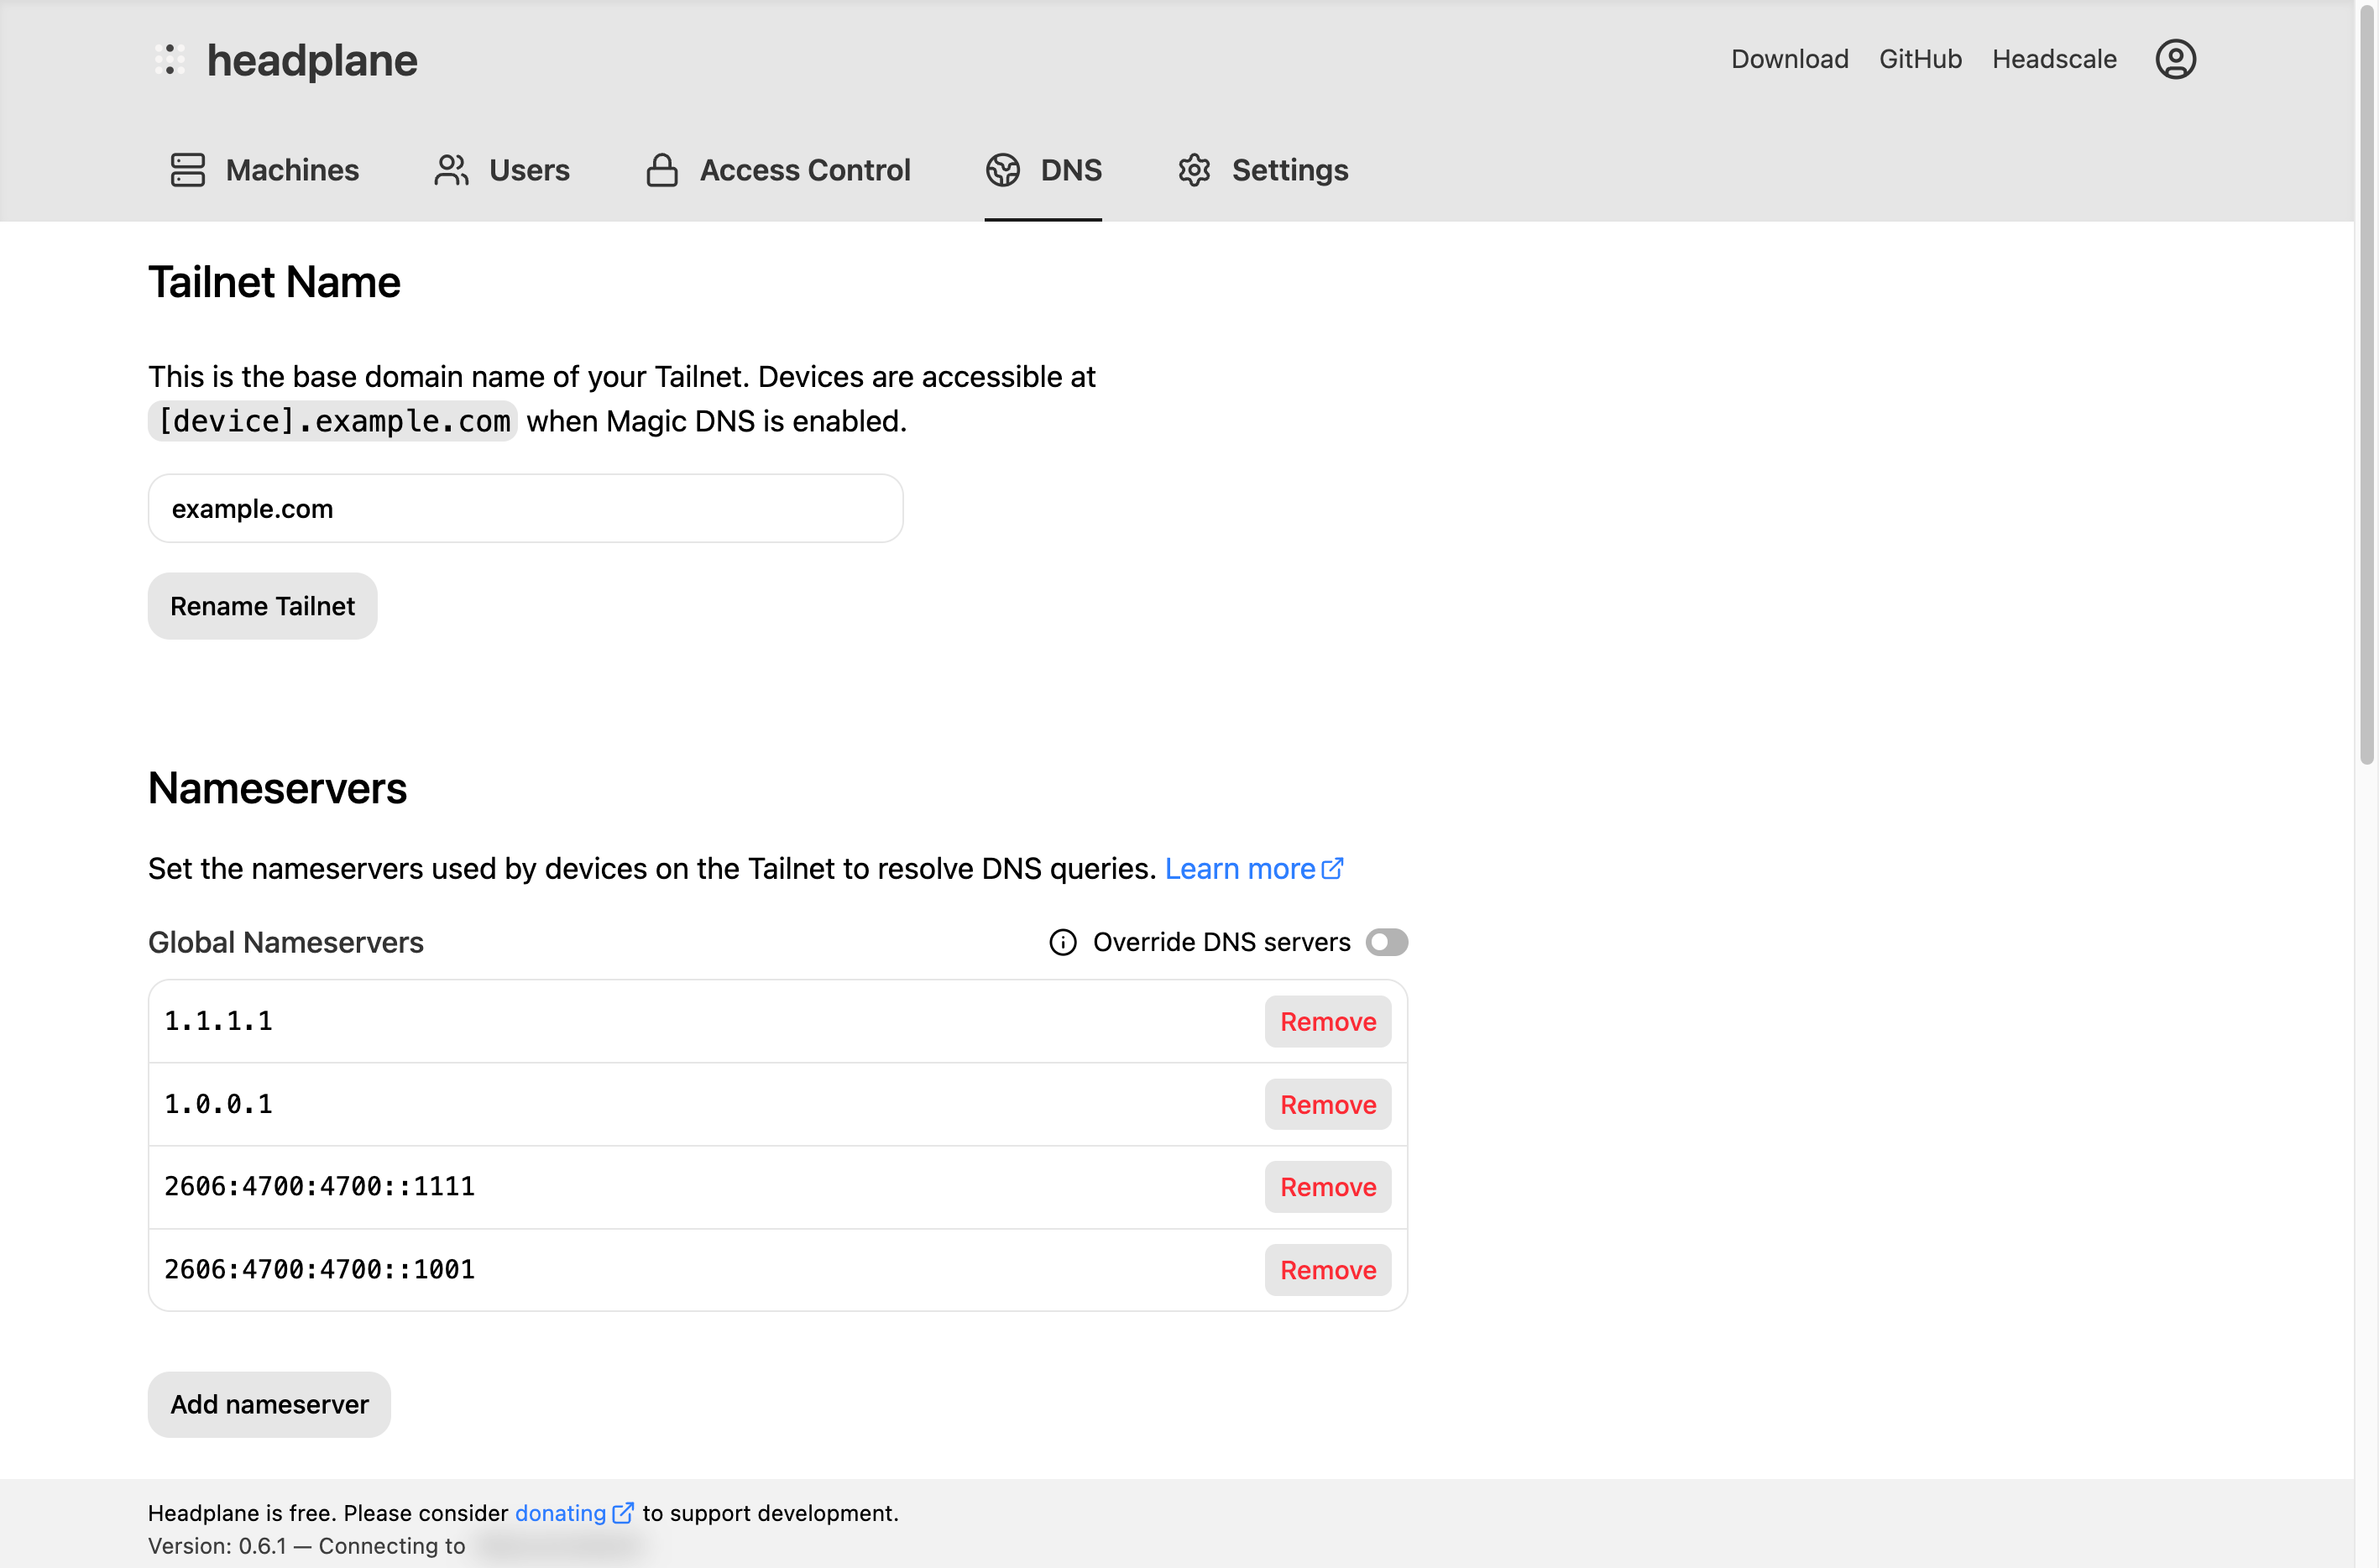 headplane
Download GitHub Headscale
Machines Users Access Control DNS Settings
Tailnet Name
This is the base domain name of your Tailnet. Devices are accessible at
[device].example.com when Magic DNS is enabled.
example.com
Rename Tailnet
Nameservers
Set the nameservers used by devices on the Tailnet to resolve DNS queries. Learn more
Global Nameservers Override DNS servers
1.1.1.1 Remove
1.0.0.1 Remove
2606:4700:4700::1111 Remove
2606:4700:4700::1001 Remove
Add nameserver
Headplane is free. Please consider donating to support development.
Version: 0.6.1 — Connecting to